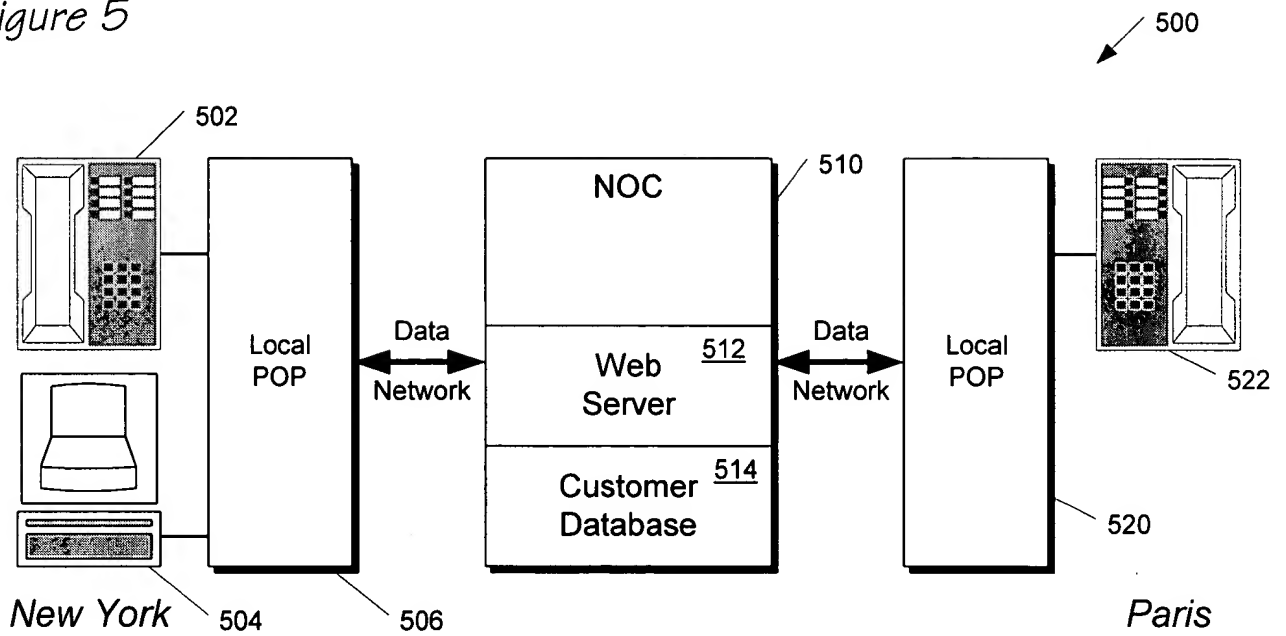 igure 5
500
502
510
NOC
Local
POP
Data
Network
512
Web
Server
514
Customer
Database
Data
Network
Local
POP
522
520
New York
504
506
Paris